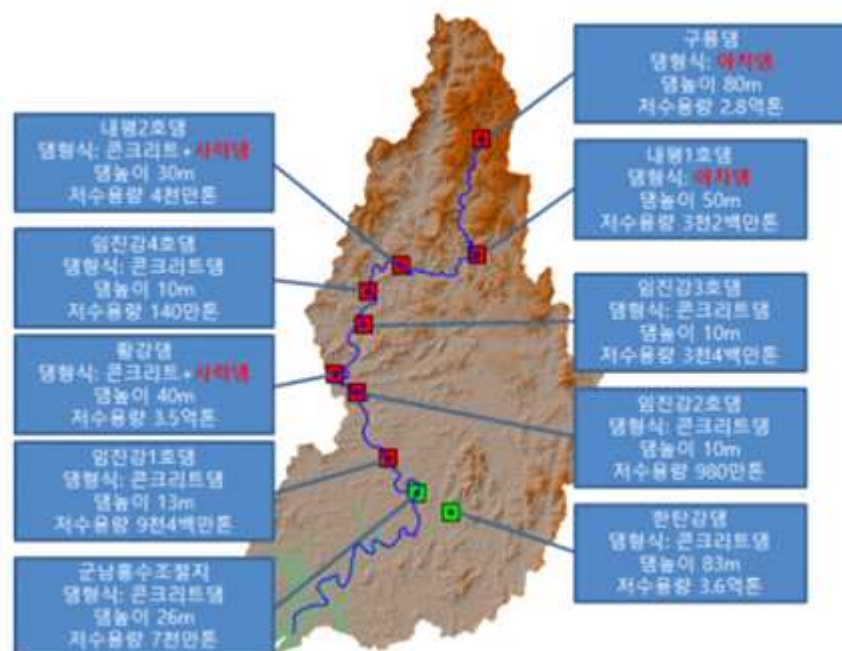 구룡댐
댐형식: 아치댐
댐높이 80m
저수용량 2.8억톤
내평2호댐
댐형식: 콘크리트+사력댐
댐높이 30m
저수용량 4천만톤
내평1호댐
댐형식: 아치댐
댐높이 50m
저수용량 3천2백만톤
임진강4호댐
댐형식: 콘크리트댐
댐높이 10m
저수용량 140만톤
임진강3호댐
댐형식: 콘크리트댐
댐높이 10m
저수용량 3천4백만톤
황강댐
댐형식: 콘크리트+사력댐
댐높이 40m
저수용량 3.5억톤
임진강2호댐
댐형식: 콘크리트댐
댐높이 10m
저수용량 980만톤
임진강1호댐
댐형식: 콘크리트댐
댐높이 13m
저수용량 9천4백만톤
한탄강댐
댐형식: 콘크리트댐
댐높이 83m
저수용량 3.6억톤
군남홍수조절지
댐형식: 콘크리트댐
댐높이 26m
저수용량 7천만톤